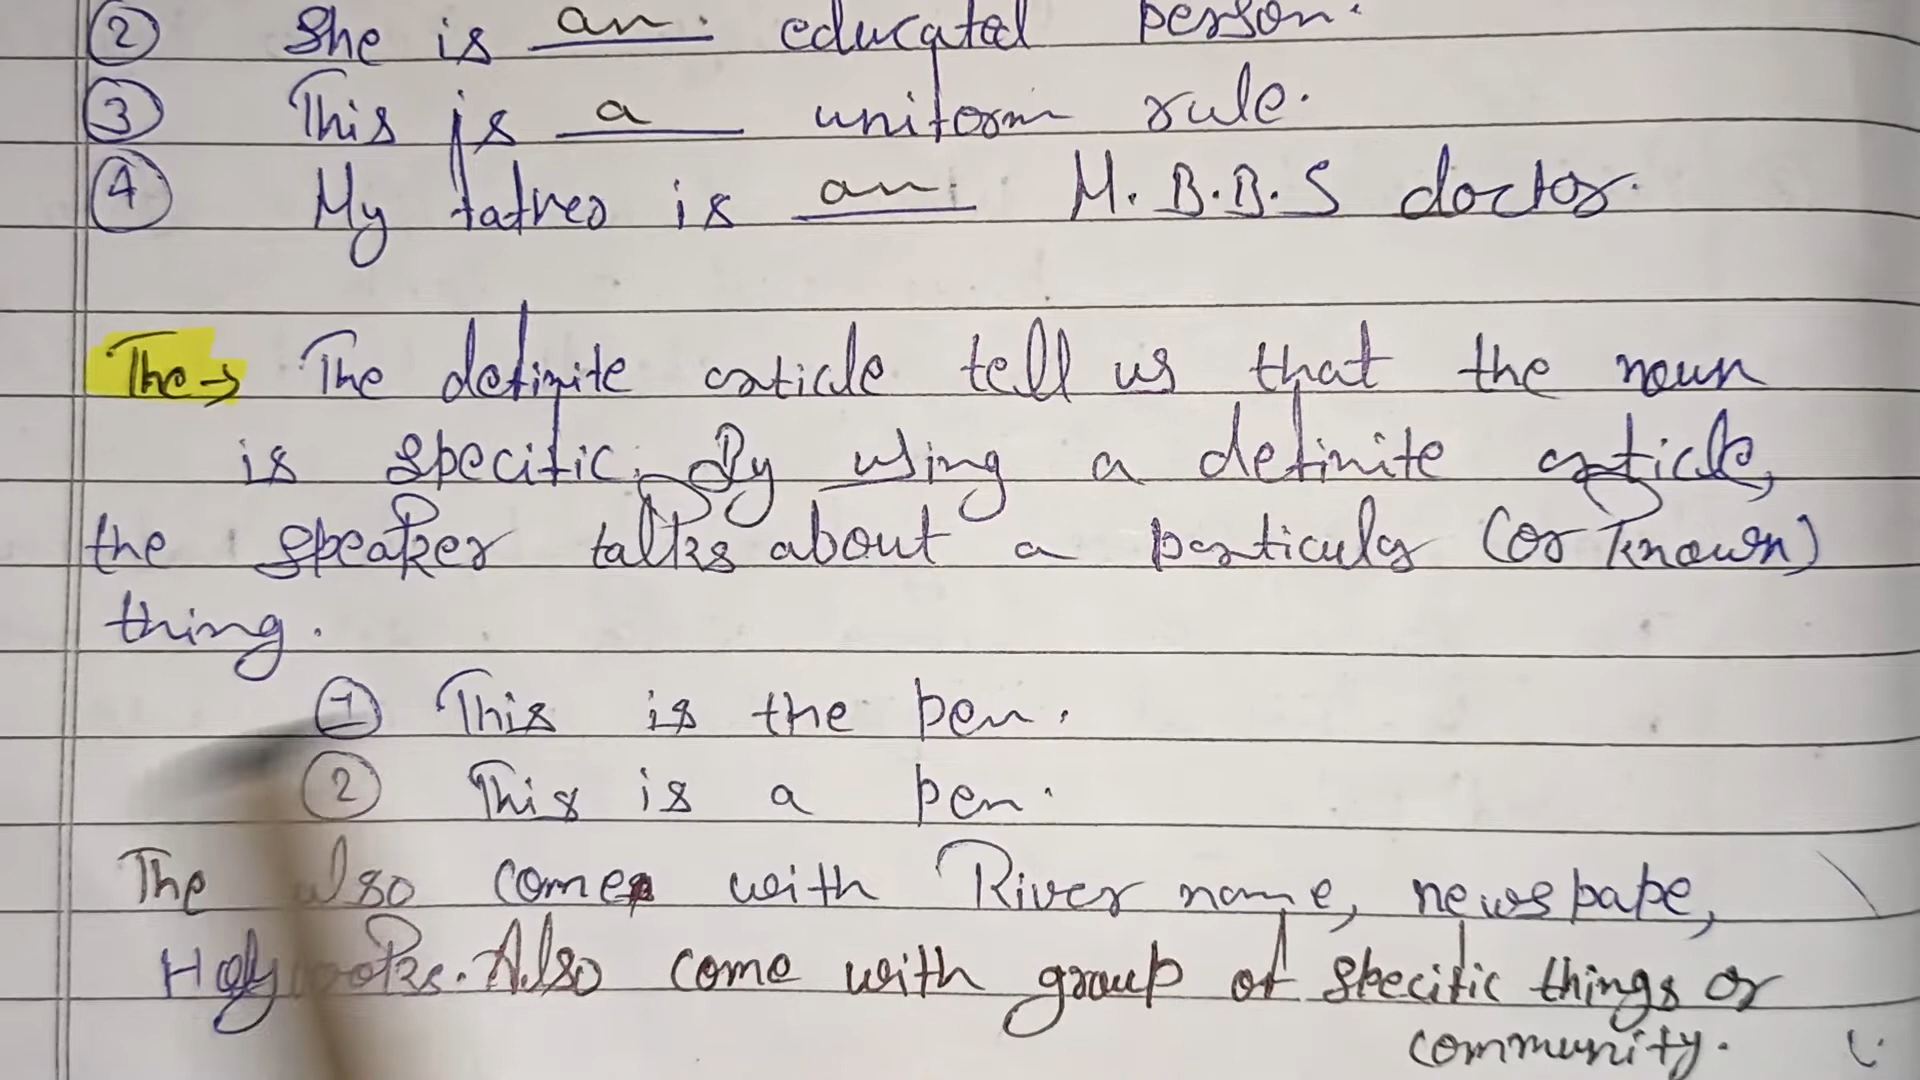 ② She is an educated person.
③ This is a uniform rule.
④ My father is an M.B.B.S doctor.
The→ The definite article tell us that the noun
is specific. By using a definite article,
the speaker talks about a particular (or known)
thing.
① This is the pen.
② This is a pen.
The also come with River name, newspape,
Holy books. Also come with group of specific things or
community.